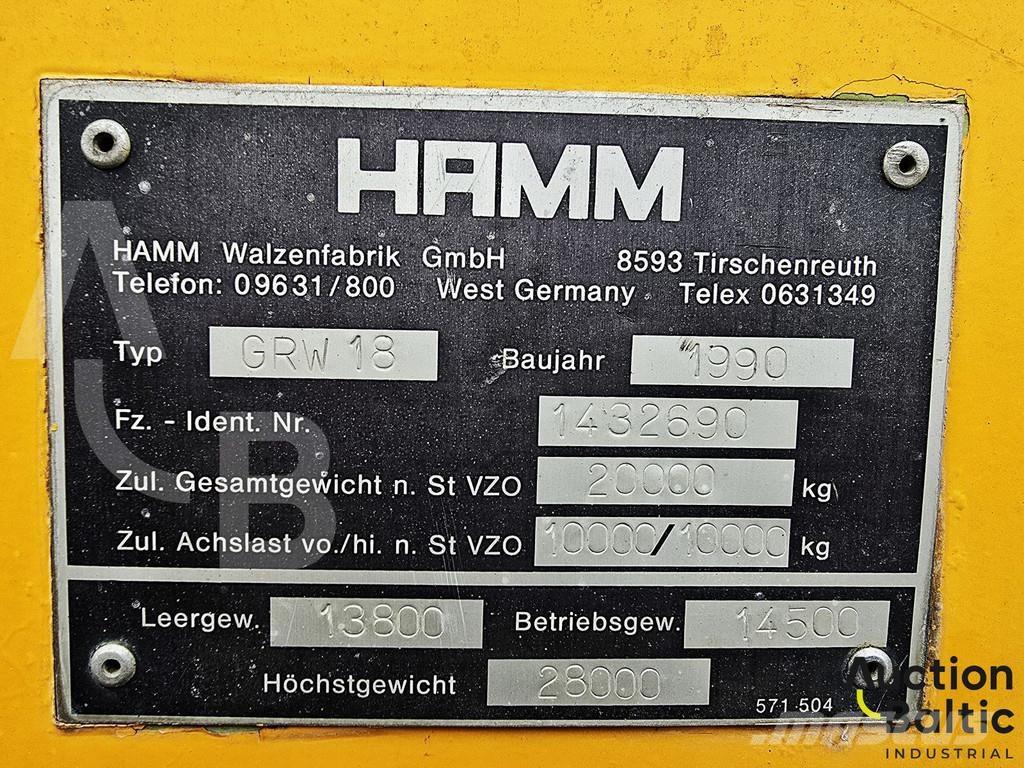 HAMM
HAMM Walzenfabrik GmbH 8593 Tirschenreuth
Telefon: 09631/800 West Germany Telex 0631349
Typ GRW 18 Baujahr 1990
Fz. - Ident. Nr. 1432690
Zul. Gesamtgewicht n. St VZO 20000 kg
Zul. Achslast vo./hi. n. St VZO 10000/10000 kg
Leergew. 13800 Betriebsgew. 14500
Höchstgewicht 28000
571 504
Auction
Baltic
INDUSTRIAL
AB